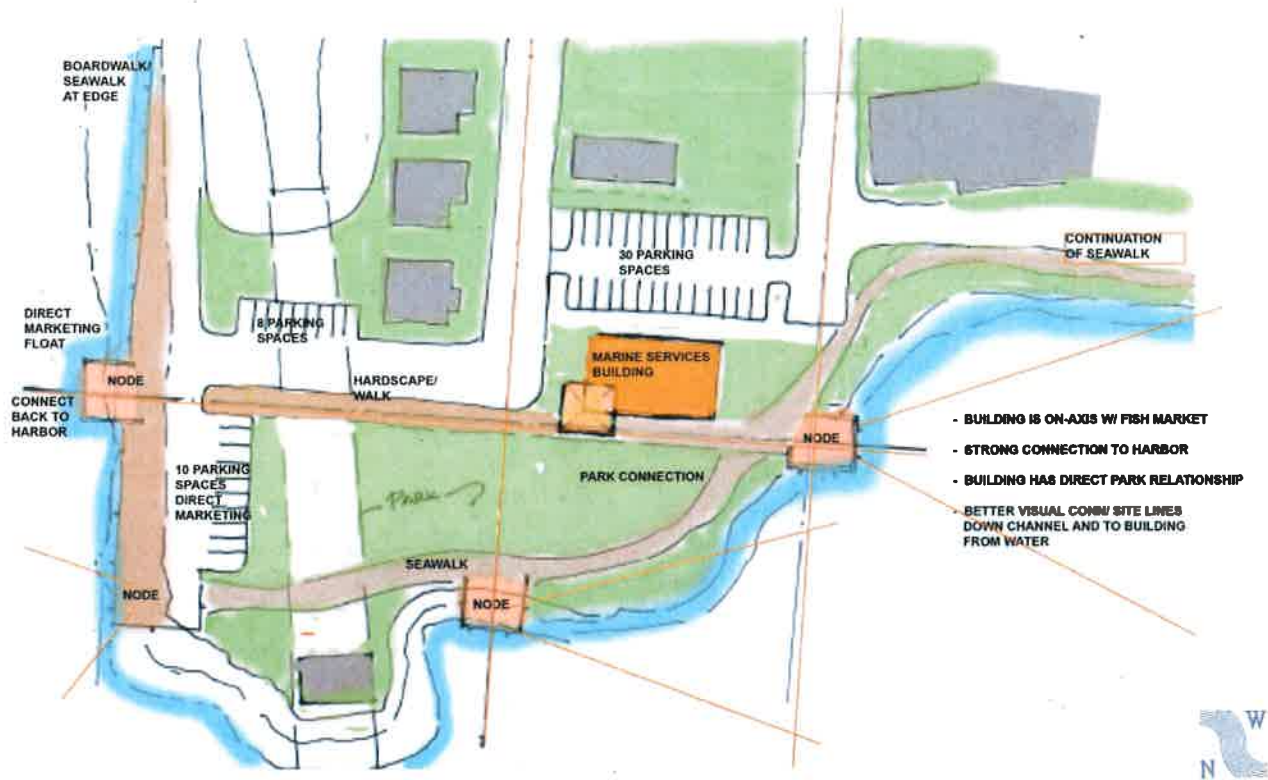 BOARDWALK/
SEAWALK
AT EDGE
30 PARKING
SPACES
CONTINUATION
OF SEAWALK
DIRECT
MARKETING
FLOAT
8 PARKING
SPACES
MARINE SERVICES
BUILDING
NODE
HARDSCAPE/
WALK
CONNECT
BACK TO
HARBOR
NODE
- BUILDING IS ON-AXIS W/ FISH MARKET
- STRONG CONNECTION TO HARBOR
- BUILDING HAS DIRECT PARK RELATIONSHIP
- BETTER VISUAL CONN/ SITE LINES
DOWN CHANNEL AND TO BUILDING
FROM WATER
10 PARKING
SPACES
DIRECT
MARKETING
PARK CONNECTION
Park
SEAWALK
NODE
NODE
W
N